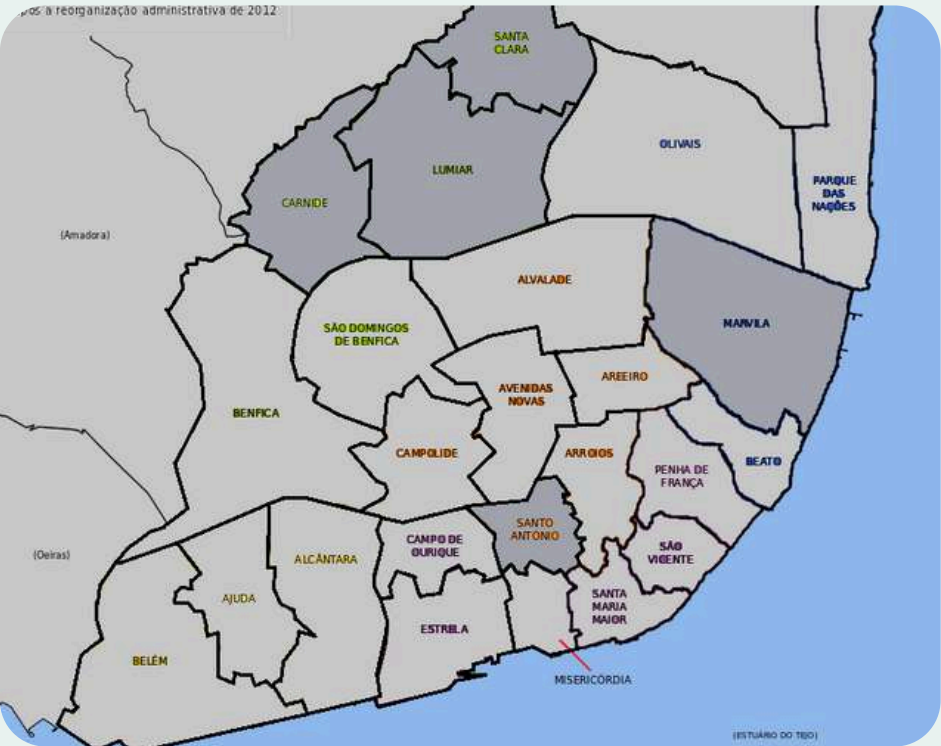 pós a reorganização administrativa de 2012
SANTA
CLARA
OLIVAIS
LUMIAR
PARQUE
DAS
NAÇÕES
CARNIDE
(Amadora)
ALVALADE
MARVILA
SÃO DOMINGOS
DE BENFICA
AREEIRO
AVENIDAS
NOVAS
BENFICA
CAMPOLIDE
ARROIOS
BEATO
PENHA DE
FRANÇA
SANTO
ANTÓNIO
CAMPO DE
OURIQUE
SÃO
VICENTE
(Oeiras)
ALCÂNTARA
AJUDA
SANTA
MARIA
MAIOR
ESTRELA
BELÉM
MISERICÓRDIA
(ESTUÁRIO DO TEJO)